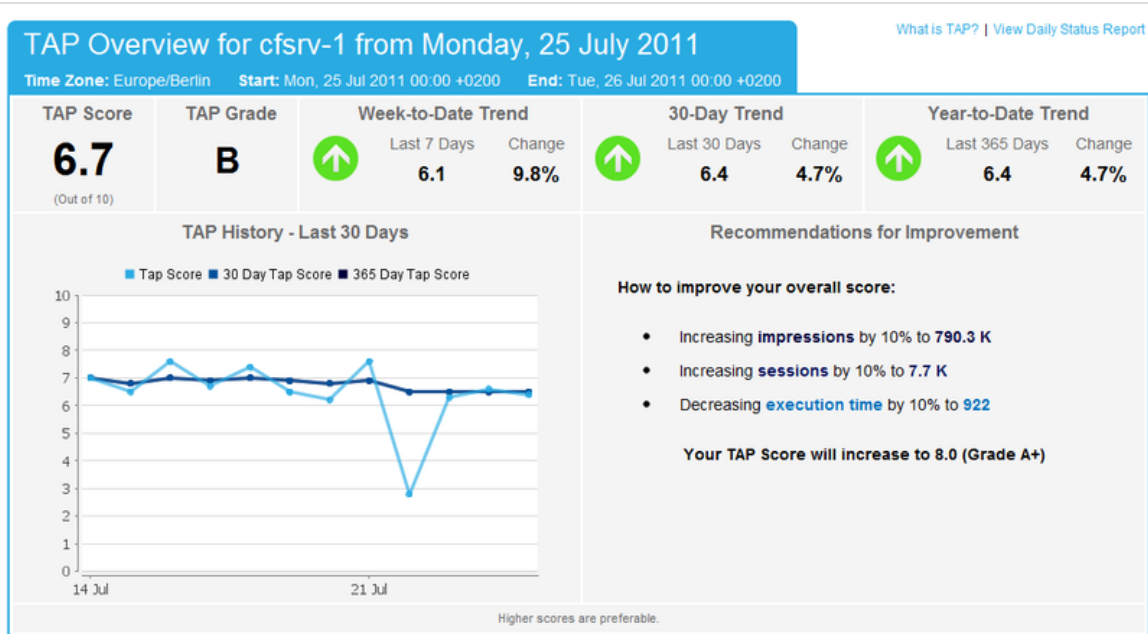 What is TAP? | View Daily Status Report
TAP Overview for cfsrv-1 from Monday, 25 July 2011
Time Zone: Europe/Berlin Start: Mon, 25 Jul 2011 00:00 +0200 End: Tue, 26 Jul 2011 00:00 +0200
TAP Score
6.7
(Out of 10)
TAP Grade
B
Week-to-Date Trend
Last 7 Days Change
6.1 9.8%
30-Day Trend
Last 30 Days Change
6.4 4.7%
Year-to-Date Trend
Last 365 Days Change
6.4 4.7%
TAP History - Last 30 Days
Tap Score 30 Day Tap Score 365 Day Tap Score
10
9
8
7
6
5
4
3
2
1
0
14 Jul 21 Jul
Recommendations for Improvement
How to improve your overall score:
• Increasing impressions by 10% to 790.3 K
• Increasing sessions by 10% to 7.7 K
• Decreasing execution time by 10% to 922
Your TAP Score will increase to 8.0 (Grade A+)
Higher scores are preferable.